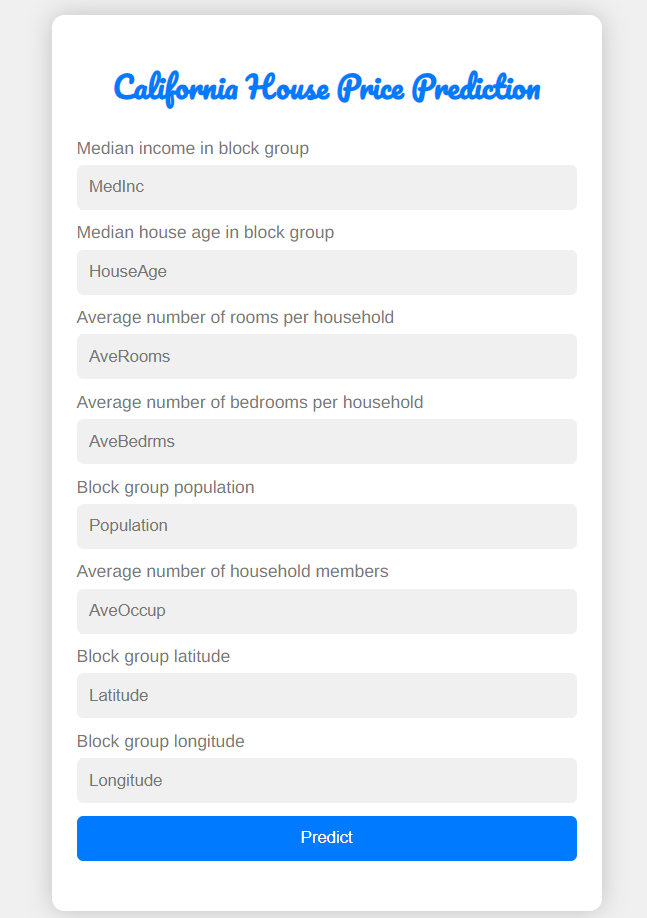 California House Price Prediction
Median income in block group
MedInc
Median house age in block group
HouseAge
Average number of rooms per household
AveRooms
Average number of bedrooms per household
AveBedrms
Block group population
Population
Average number of household members
AveOccup
Block group latitude
Latitude
Block group longitude
Longitude
Predict